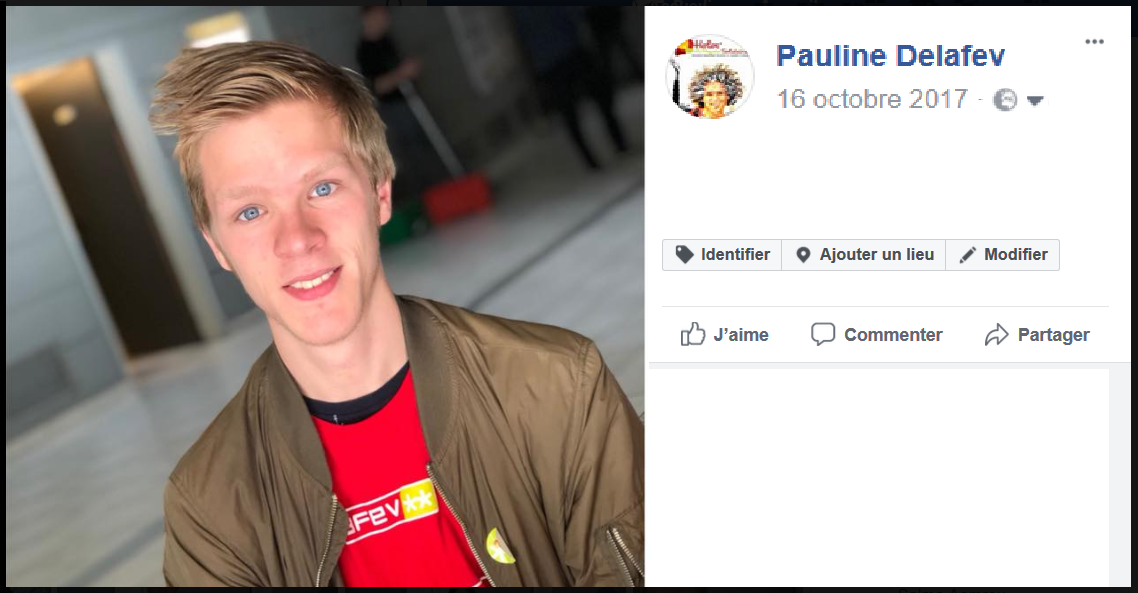 Pauline Delafev
16 octobre 2017 ·
Identifier
Ajouter un lieu
Modifier
J'aime
Commenter
Partager
aFev**